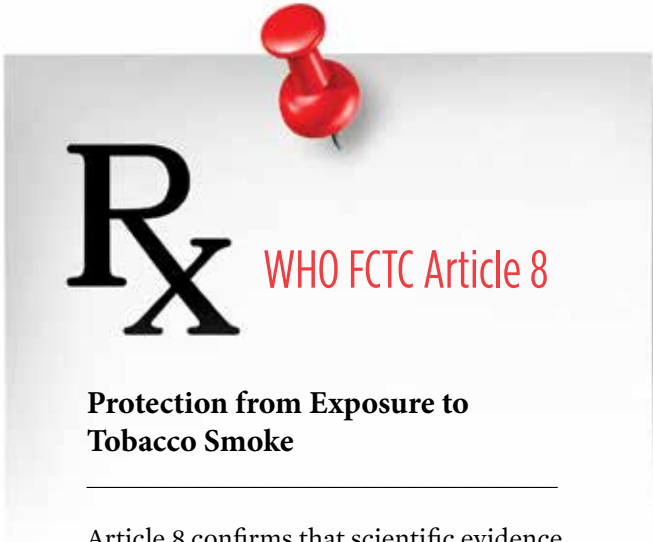 Rx
WHO FCTC Article 8
Protection from Exposure to
Tobacco Smoke
Article 8 confirms that scientific evidence